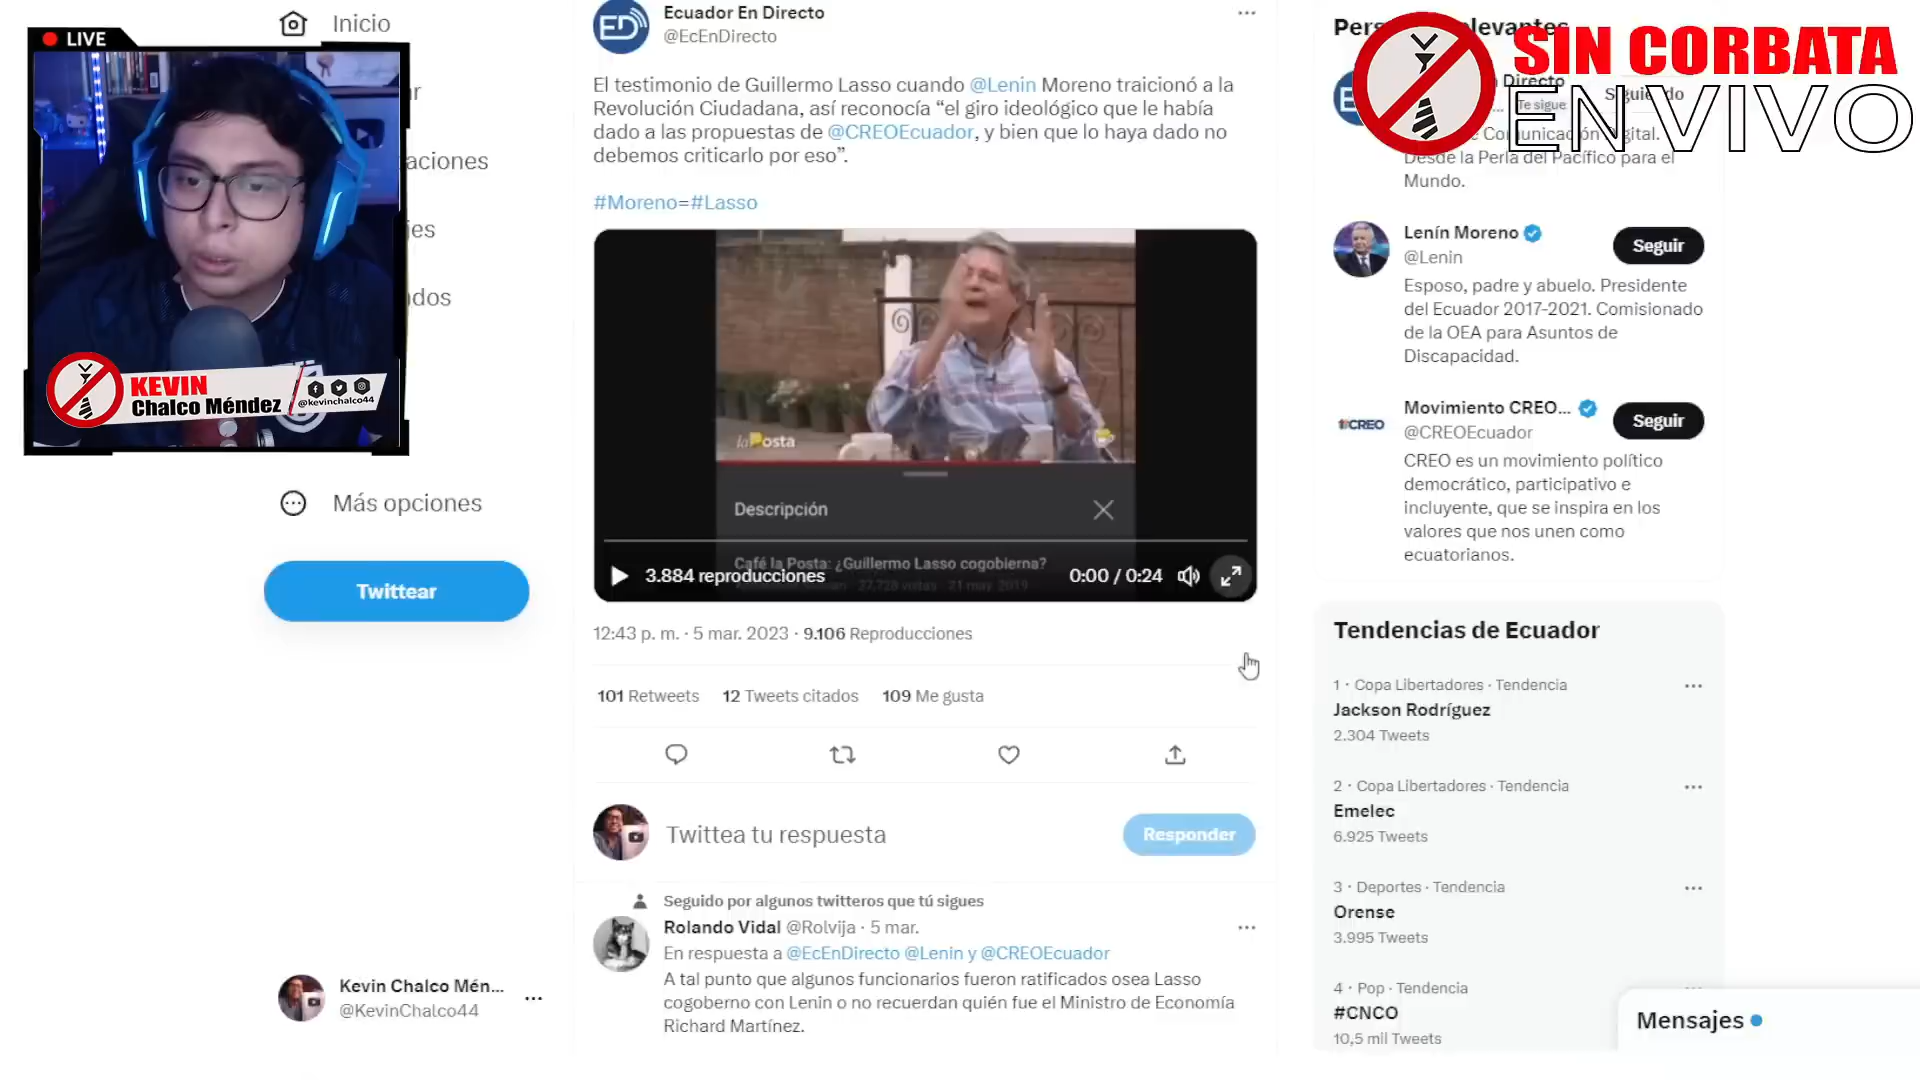 LIVE
KEVIN
Chalco Méndez
@kevinchalco44
Inicio
aciones
dos
Más opciones
Twittear
Kevin Chalco Mén...
@KevinChalco44
Ecuador En Directo
@EcEnDirecto
El testimonio de Guillermo Lasso cuando @Lenin Moreno traicionó a la
Revolución Ciudadana, así reconocía “el giro ideológico que le había
dado a las propuestas de @CREOEcuador, y bien que lo haya dado no
debemos criticarlo por eso”.
#Moreno=#Lasso
laPosta
Descripción
Café la Posta: ¿Guillermo Lasso cogobierna?
27,728 vistas 21 may. 2019
3.884 reproducciones
0:00 / 0:24
12:43 p. m. · 5 mar. 2023 · 9.106 Reproducciones
101 Retweets 12 Tweets citados 109 Me gusta
Twittea tu respuesta
Responder
Seguido por algunos twitteros que tú sigues
Rolando Vidal @Rolvija · 5 mar.
En respuesta a @EcEnDirecto @Lenin y @CREOEcuador
A tal punto que algunos funcionarios fueron ratificados osea Lasso
cogoberno con Lenin o no recuerdan quién fue el Ministro de Economía
Richard Martínez.
SIN CORBATA
EN VIVO
Directo
Te sigue
Siguiendo
Comunicación Digital.
Desde la Perla del Pacífico para el
Mundo.
Lenín Moreno
@Lenin
Seguir
Esposo, padre y abuelo. Presidente
del Ecuador 2017-2021. Comisionado
de la OEA para Asuntos de
Discapacidad.
CREO
Movimiento CREO...
@CREOEcuador
Seguir
CREO es un movimiento político
democrático, participativo e
incluyente, que se inspira en los
valores que nos unen como
ecuatorianos.
Tendencias de Ecuador
1 · Copa Libertadores · Tendencia
Jackson Rodríguez
2.304 Tweets
2 · Copa Libertadores · Tendencia
Emelec
6.925 Tweets
3 · Deportes · Tendencia
Orense
3.995 Tweets
4 · Pop · Tendencia
#CNCO
10,5 mil Tweets
Mensajes